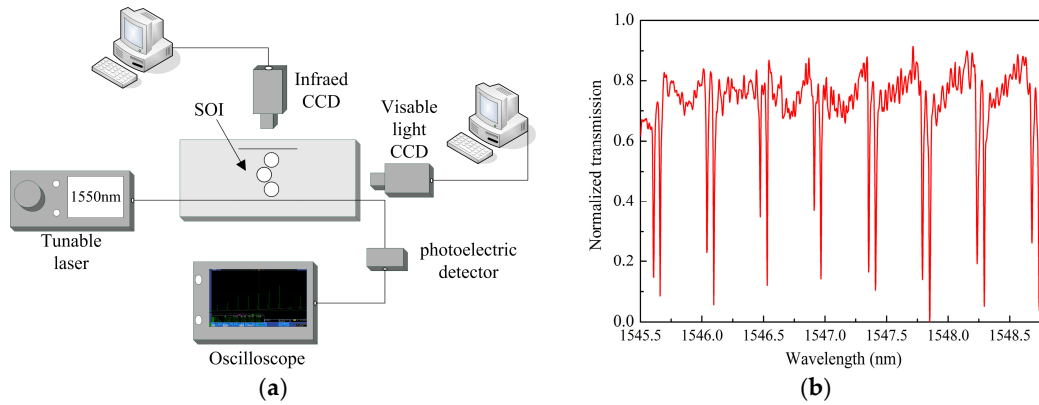 Infraed
CCD
SOI
Visable
light
CCD
1550nm
Tunable
laser
photoelectric
detector
Oscilloscope
(a)
Normalized transmission
1.0
0.8
0.6
0.4
0.2
0.0
1545.5 1546.0 1546.5 1547.0 1547.5 1548.0 1548.5
Wavelength (nm)
(b)